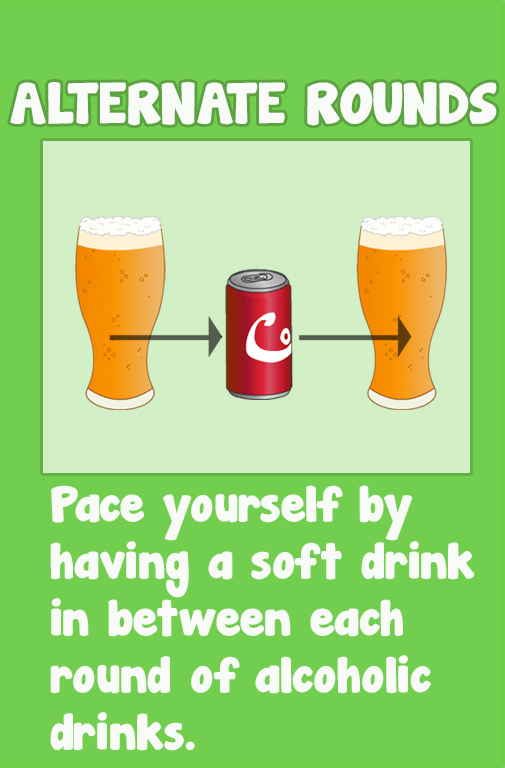 ALTERNATE ROUNDS
Co
Pace yourself by
having a soft drink
in between each
round of alcoholic
drinks.